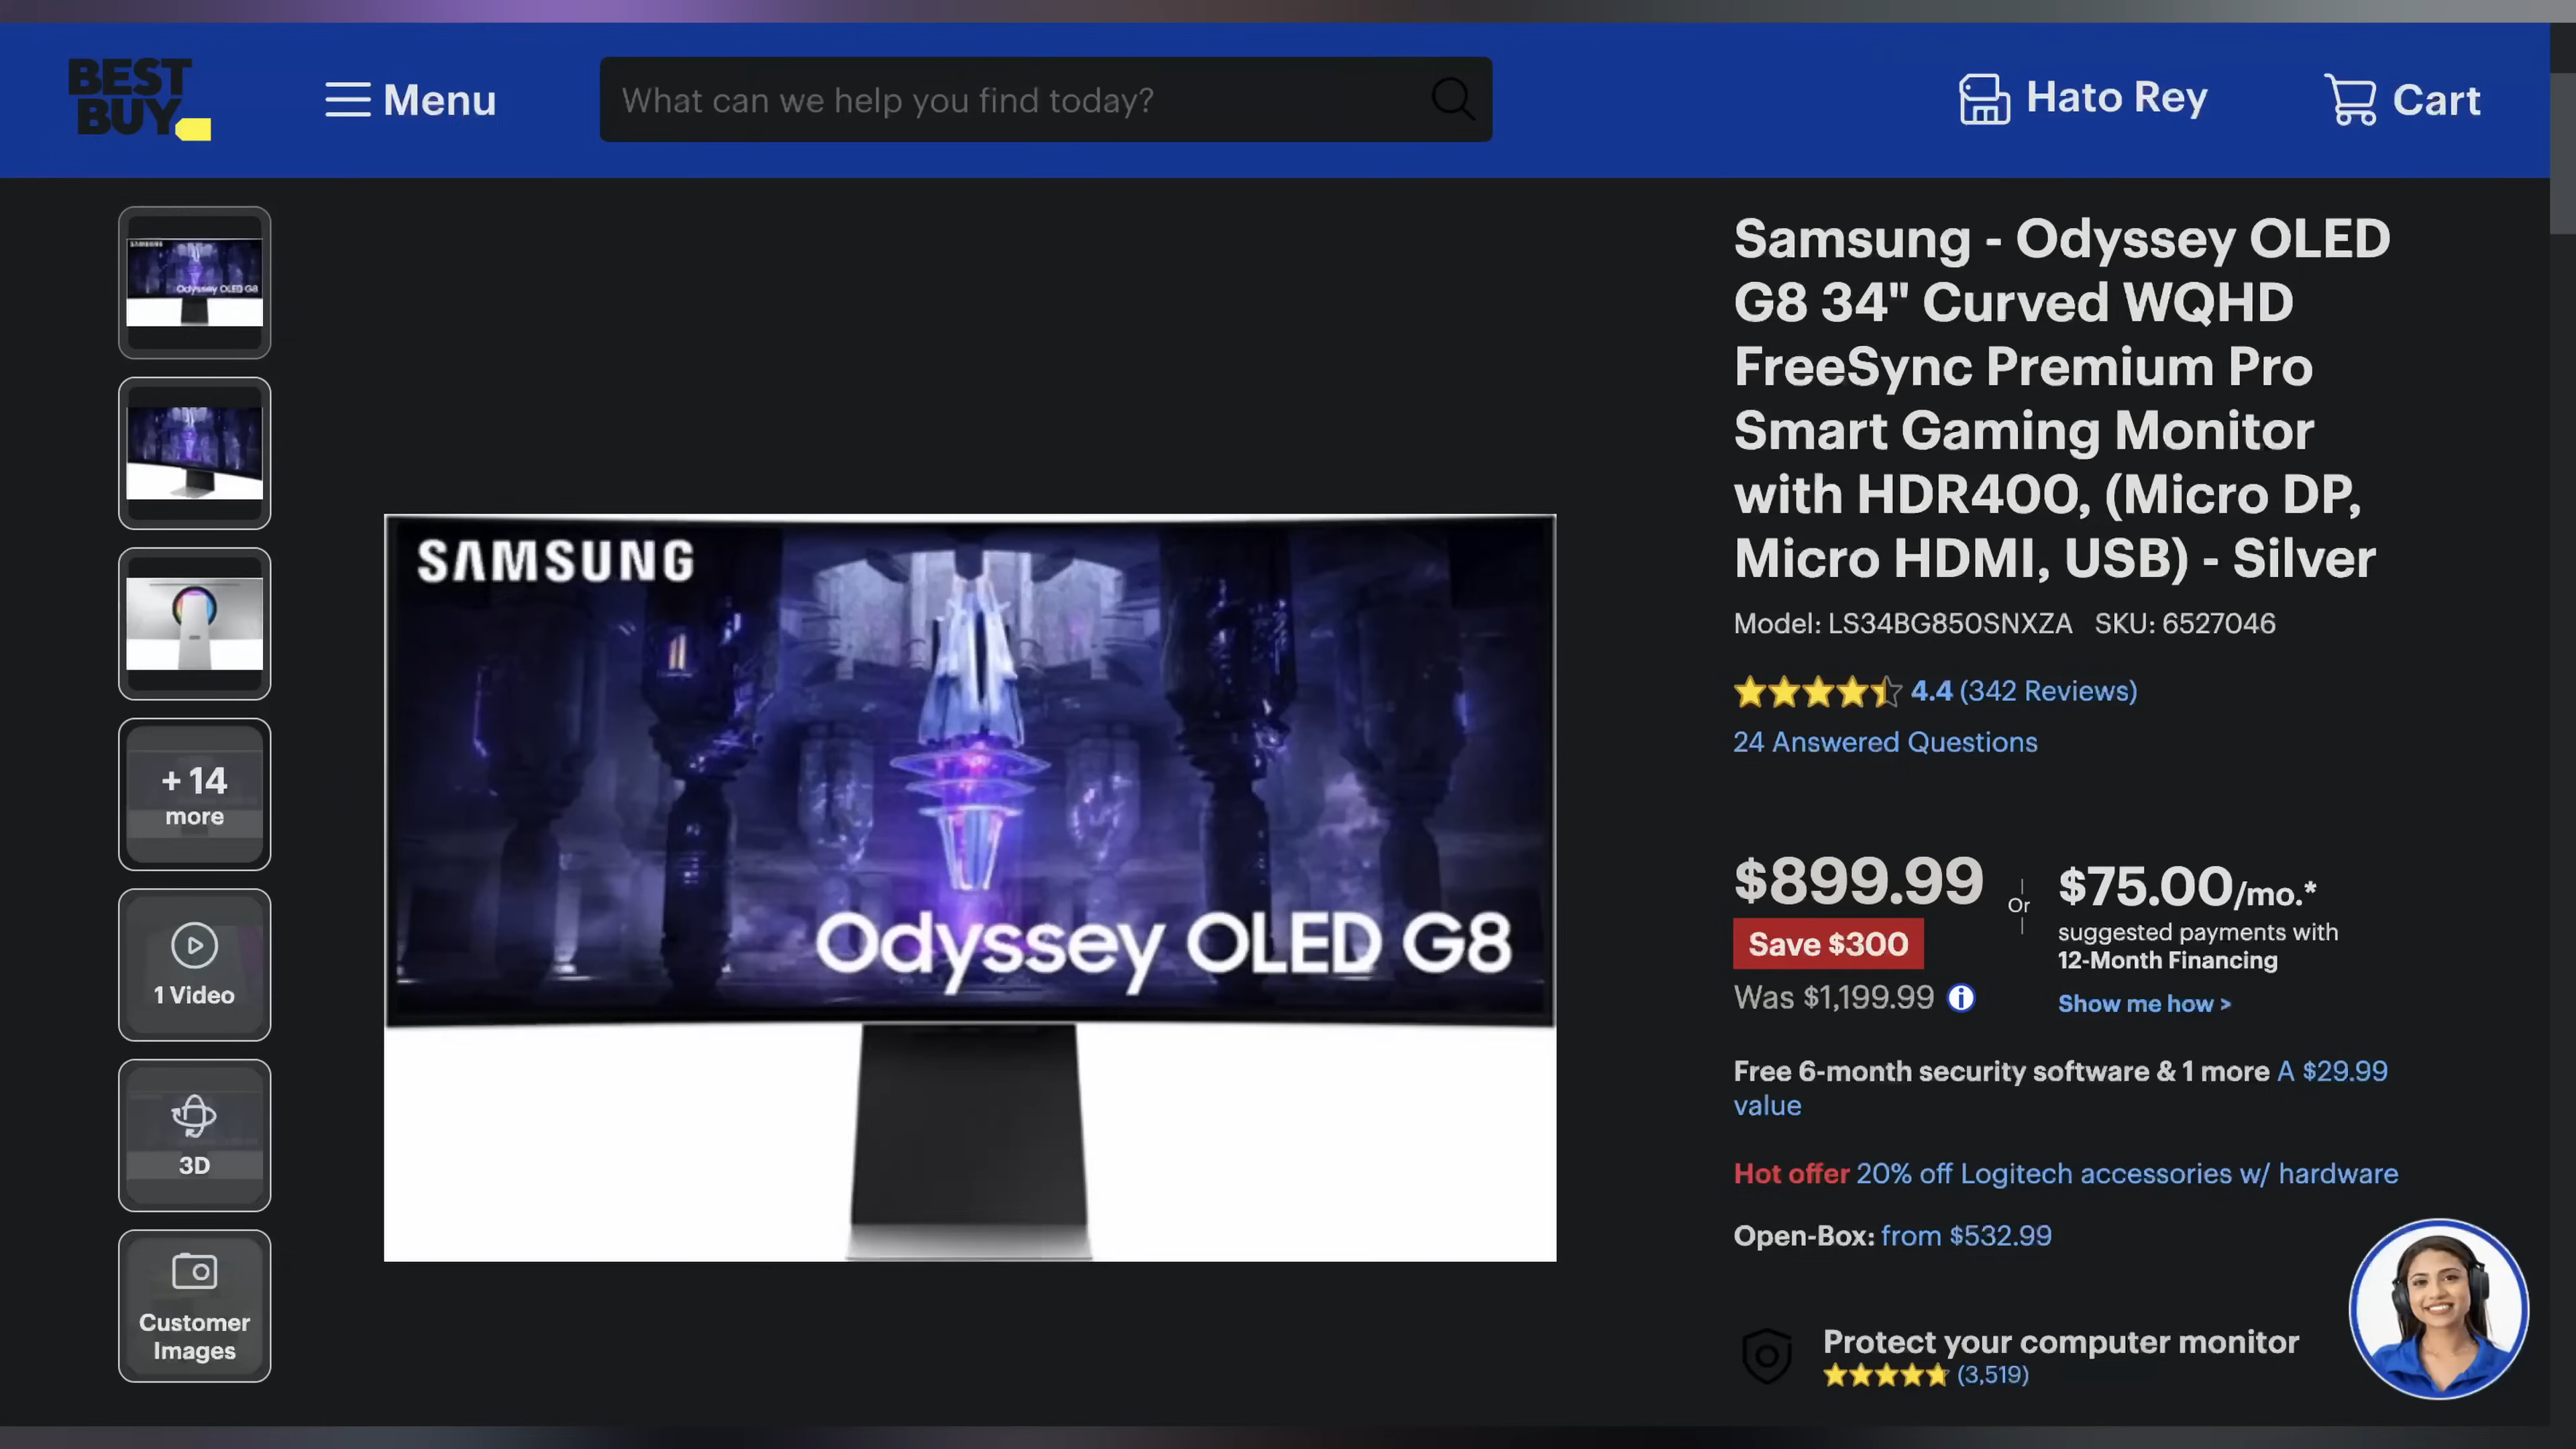 BEST
BUY
Menu
What can we help you find today?
Hato Rey
Cart
SAMSUNG
Odyssey OLED G8
+ 14
more
1 Video
3D
Customer
Images
SAMSUNG
Odyssey OLED G8
Samsung - Odyssey OLED
G8 34" Curved WQHD
FreeSync Premium Pro
Smart Gaming Monitor
with HDR400, (Micro DP,
Micro HDMI, USB) - Silver
Model: LS34BG850SNXZA SKU: 6527046
4.4 (342 Reviews)
24 Answered Questions
$899.99
Save $300
Was $1,199.99
Or
$75.00/mo.*
suggested payments with
12-Month Financing
Show me how >
Free 6-month security software & 1 more A $29.99
value
Hot offer 20% off Logitech accessories w/ hardware
Open-Box: from $532.99
Protect your computer monitor
(3,519)